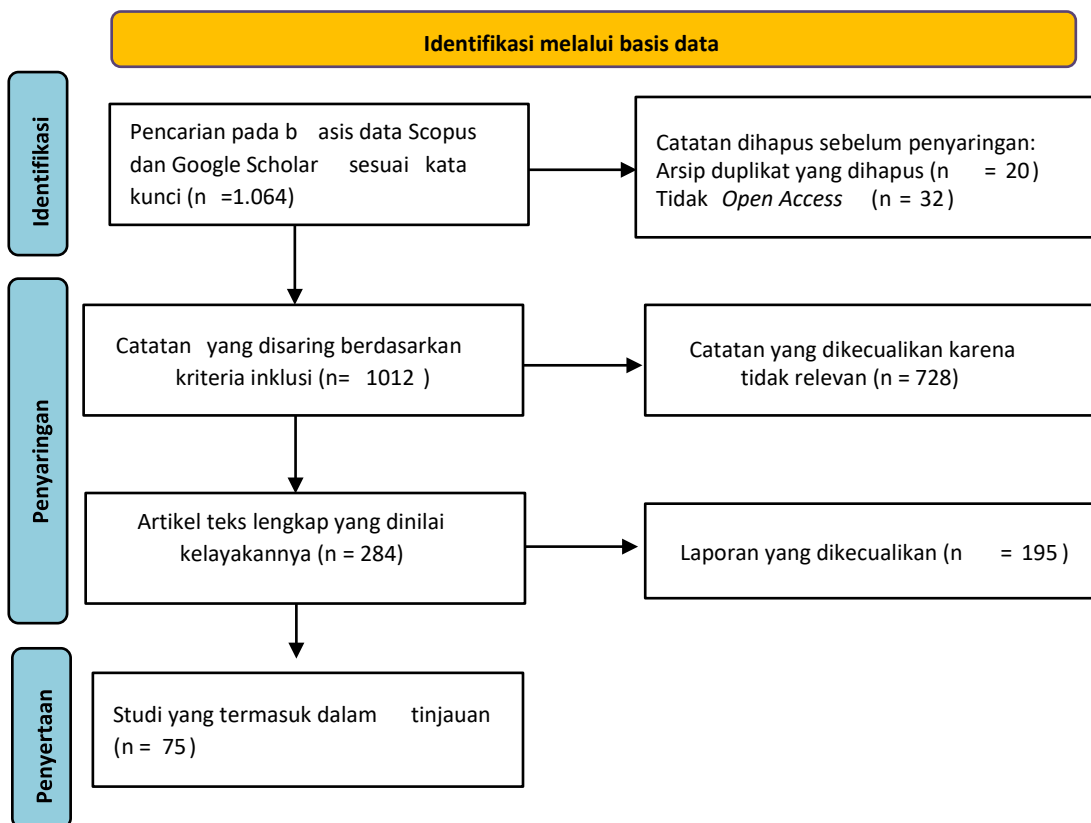 Identifikasi melalui basis data
Identifikasi
Pencarian pada b asis data Scopus
dan Google Scholar sesuai kata
kunci (n =1.064)
Catatan dihapus sebelum penyaringan:
Arsip duplikat yang dihapus (n = 20)
Tidak Open Access (n = 32)
Penyaringan
Catatan yang disaring berdasarkan
kriteria inklusi (n= 1012 )
Catatan yang dikecualikan karena
tidak relevan (n = 728)
Artikel teks lengkap yang dinilai
kelayakannya (n = 284)
Laporan yang dikecualikan (n = 195)
Penyertaan
Studi yang termasuk dalam tinjauan
(n = 75)